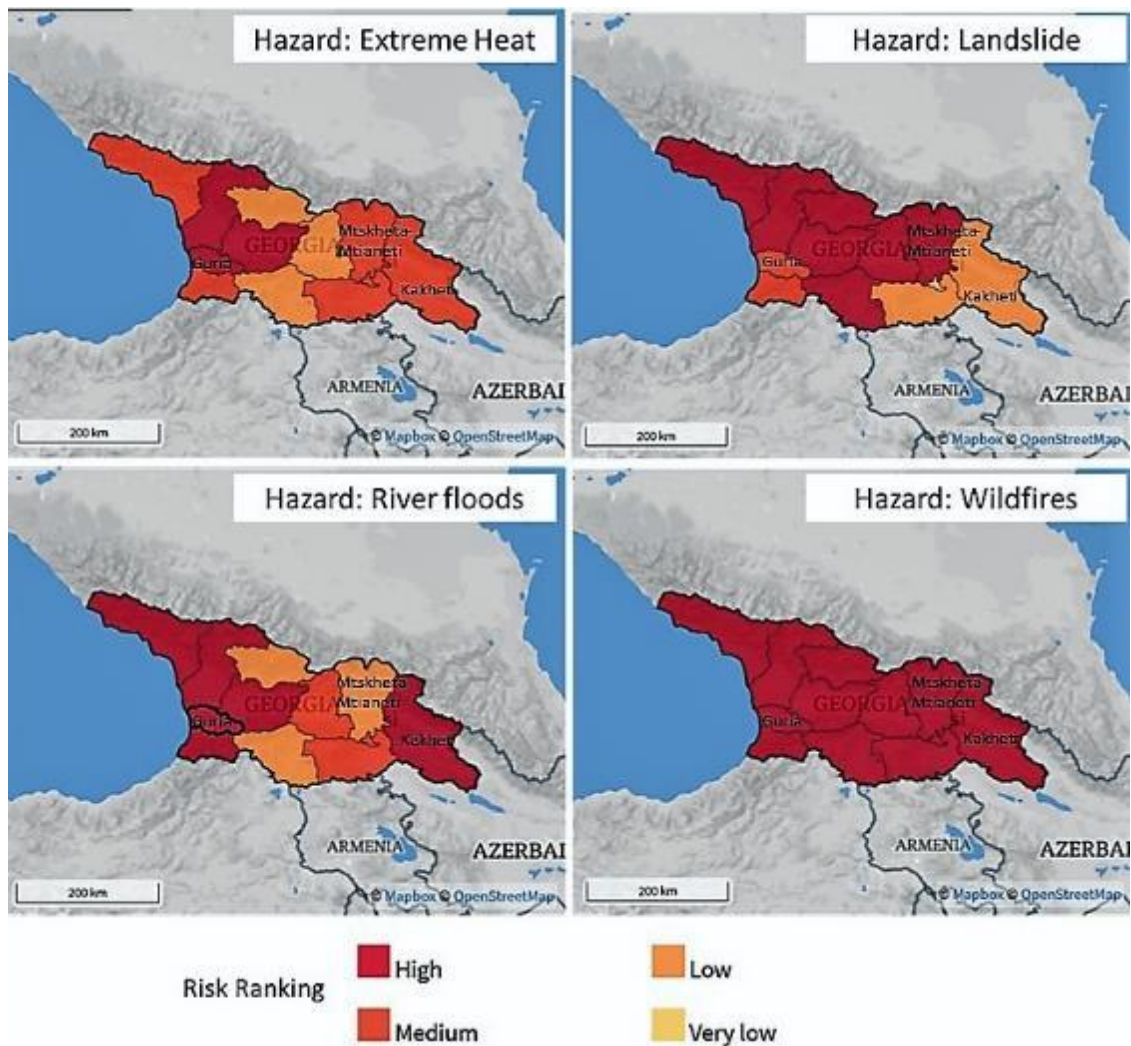 Hazard: Extreme Heat
GEORGIA
Mtskheta-
Mtianeti
Guria
si
Kakheti
ARMENIA
AZERBAI
200 km
© Mapbox © OpenStreetMap
Hazard: Landslide
GEORGIA
Mtskheta-
Mtianeti
Guria
Kakheti
ARMENIA
AZERBAI
200 km
© Mapbox © OpenStreetMap
Hazard: River floods
Mtskheta
Mtianeti
GEORGIA
Guria
si
Kakheti
ARMENIA
AZERBAI
200 km
© Mapbox © OpenStreetMap
Hazard: Wildfires
Mtskheta
Mtianeti
GEORGIA
Guria
si
Kakheti
ARMENIA
AZERBAI
200 km
© Mapbox © OpenStreetMap
Risk Ranking
High
Low
Medium
Very low